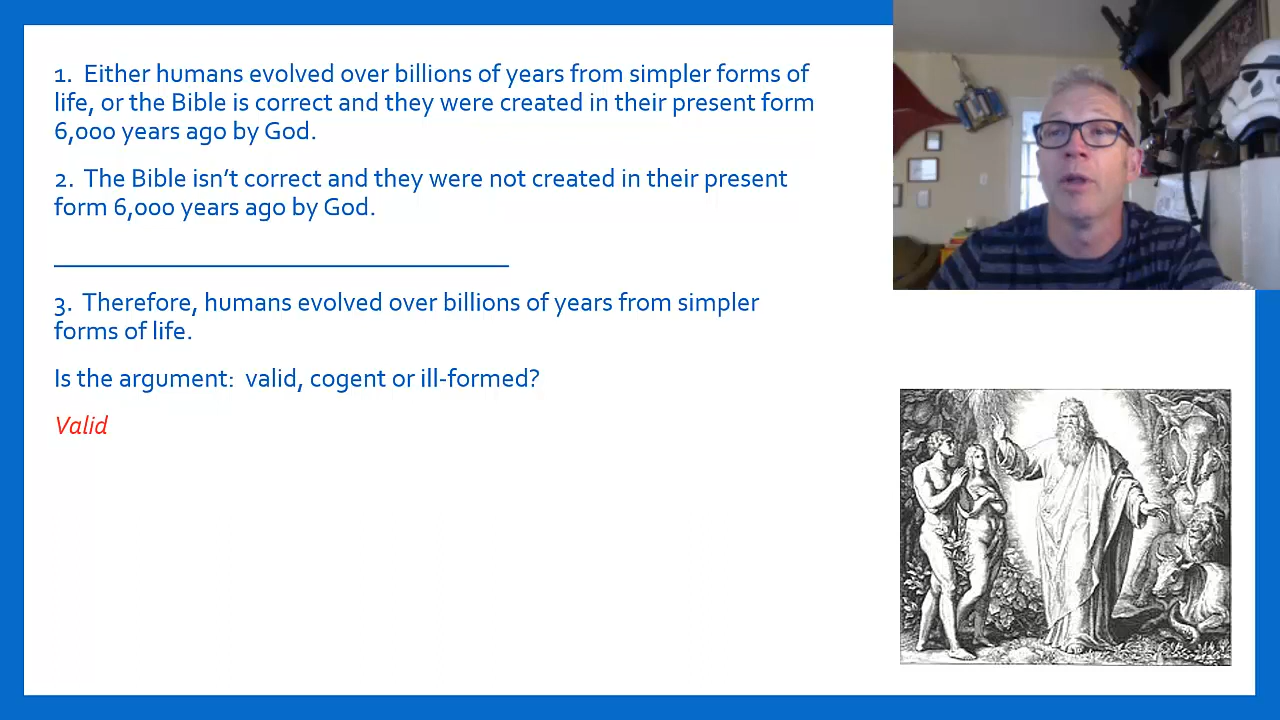 1. Either humans evolved over billions of years from simpler forms of
life, or the Bible is correct and they were created in their present form
6,000 years ago by God.
2. The Bible isn’t correct and they were not created in their present
form 6,000 years ago by God.
3. Therefore, humans evolved over billions of years from simpler
forms of life.
Is the argument: valid, cogent or ill-formed?
Valid